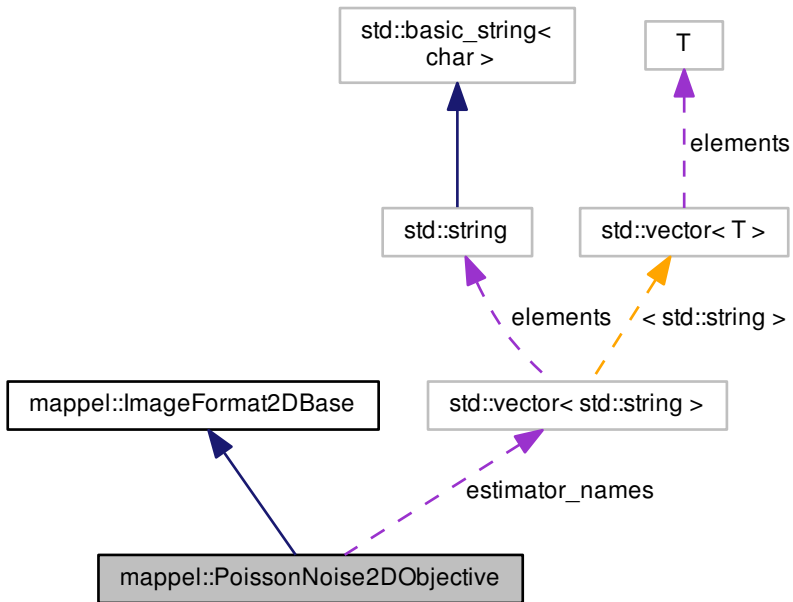 std::basic_string<
char >
T
elements
std::string
std::vector< T >
elements
< std::string >
mappel::ImageFormat2DBase
std::vector< std::string >
estimator_names
mappel::PoissonNoise2DObjective